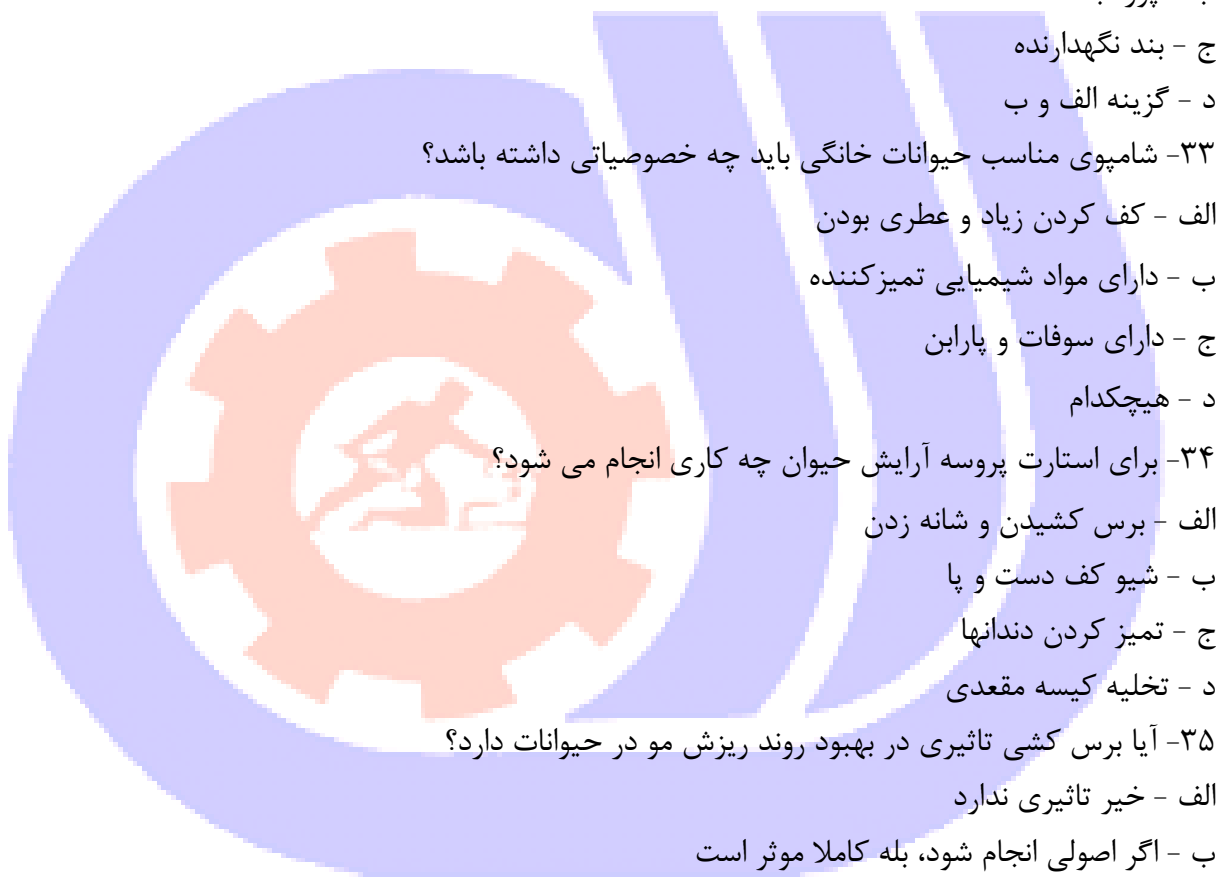 ج - بند نگهدارنده
د - گزینه الف و ب
۳۳- شامپوی مناسب حیوانات خانگی باید چه خصوصیاتی داشته باشد؟
الف - کف کردن زیاد و عطری بودن
ب - دارای مواد شیمیایی تمیزکننده
ج - دارای سوفات و پارابن
د - هیچکدام
۳۴- برای استارت پروسه آرایش حیوان چه کاری انجام می شود؟
الف - برس کشیدن و شانه زدن
ب - شیو کف دست و پا
ج - تمیز کردن دندانها
د - تخلیه کیسه مقعدی
۳۵- آیا برس کشی تاثیری در بهبود روند ریزش مو در حیوانات دارد؟
الف - خیر تاثیری ندارد
ب - اگر اصولی انجام شود، بله کاملا موثر است